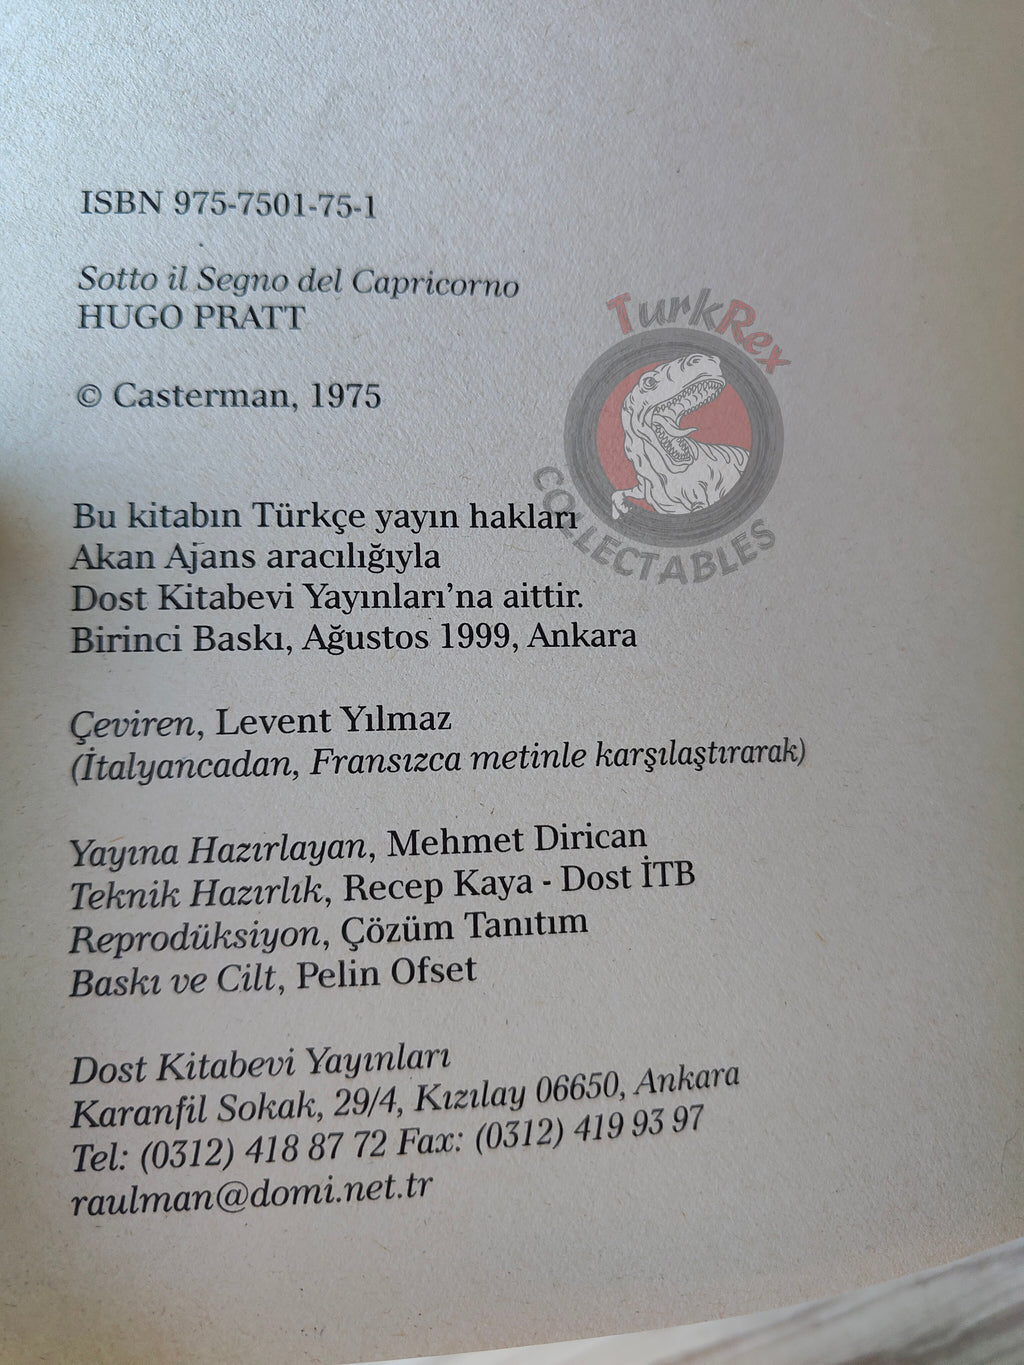 ISBN 975-7501-75-1
Sotto il Segno del Capricorno
HUGO PRATT
© Casterman, 1975
TurkRex
COLLECTABLES
Bu kitabın Türkçe yayın hakları
Akan Ajans aracılığıyla
Dost Kitabevi Yayınları'na aittir.
Birinci Baskı, Ağustos 1999, Ankara
Çeviren, Levent Yılmaz
(İtalyancadan, Fransızca metinle karşılaştırarak)
Yayına Hazırlayan, Mehmet Dirican
Teknik Hazırlık, Recep Kaya - Dost İTB
Reprodüksiyon, Çözüm Tanıtım
Baskı ve Cilt, Pelin Ofset
Dost Kitabevi Yayınları
Karanfil Sokak, 29/4, Kızılay 06650, Ankara
Tel: (0312) 418 87 72 Fax: (0312) 419 93 97
raulman@domi.net.tr